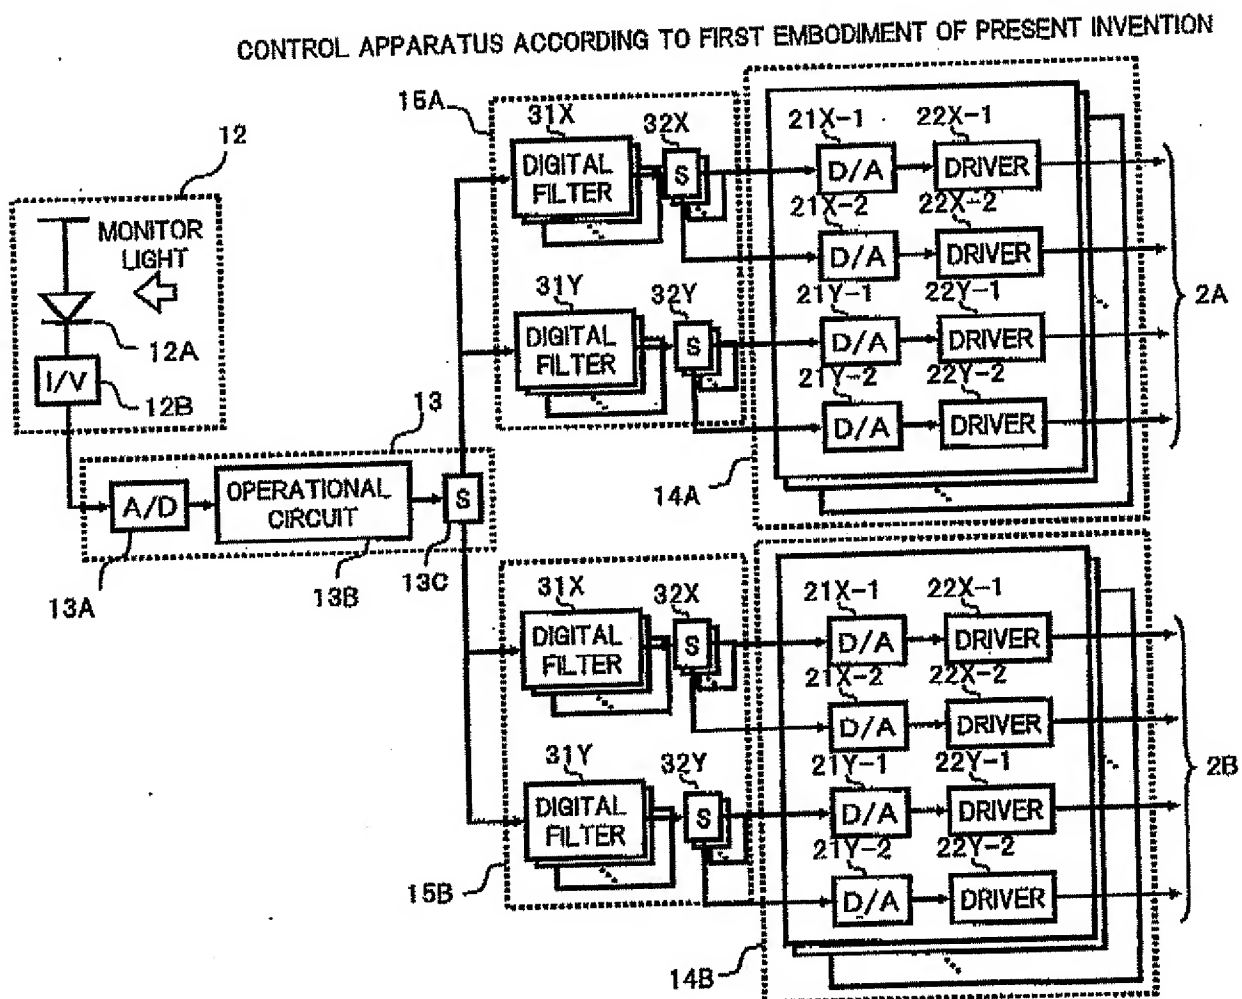 CONTROL APPARATUS ACCORDING TO FIRST EMBODIMENT OF PRESENT INVENTION
12
MONITOR
LIGHT
12A
I/V
12B
13
A/D
OPERATIONAL
CIRCUIT
S
13A
13B
13C
15A
31X
32X
DIGITAL
FILTER
S
31Y
32Y
DIGITAL
FILTER
S
21X-1
22X-1
D/A
DRIVER
21X-2
22X-2
D/A
DRIVER
21Y-1
22Y-1
D/A
DRIVER
21Y-2
22Y-2
D/A
DRIVER
14A
2A
31X
32X
DIGITAL
FILTER
S
31Y
32Y
DIGITAL
FILTER
S
15B
21X-1
22X-1
D/A
DRIVER
21X-2
22X-2
D/A
DRIVER
21Y-1
22Y-1
D/A
DRIVER
21Y-2
22Y-2
D/A
DRIVER
14B
2B